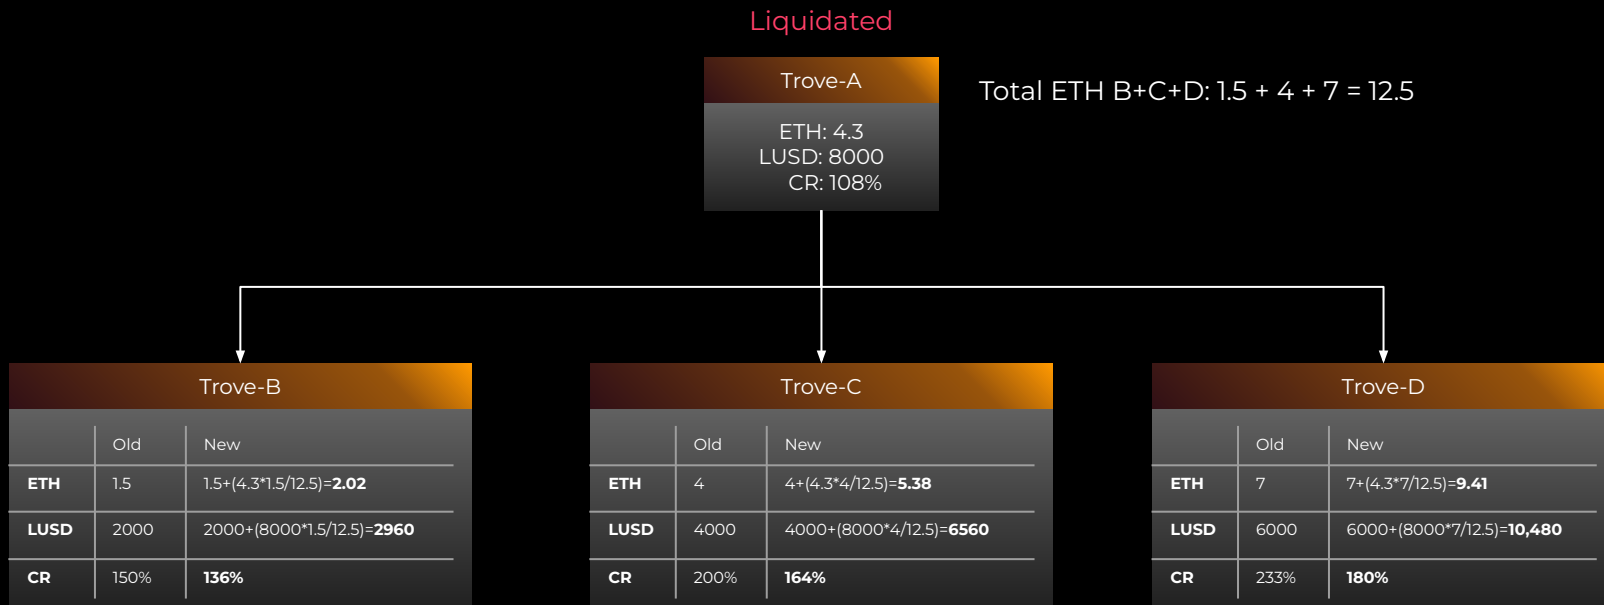 Liquidated
Trove-A
Total ETH B+C+D: 1.5 + 4 + 7 = 12.5
ETH: 4.3
LUSD: 8000
CR: 108%
Trove-B
Old New
ETH 1.5 1.5+(4.3*1.5/12.5)=2.02
LUSD 2000 2000+(8000*1.5/12.5)=2960
CR 150% 136%
Trove-C
Old New
ETH 4 4+(4.3*4/12.5)=5.38
LUSD 4000 4000+(8000*4/12.5)=6560
CR 200% 164%
Trove-D
Old New
ETH 7 7+(4.3*7/12.5)=9.41
LUSD 6000 6000+(8000*7/12.5)=10,480
CR 233% 180%